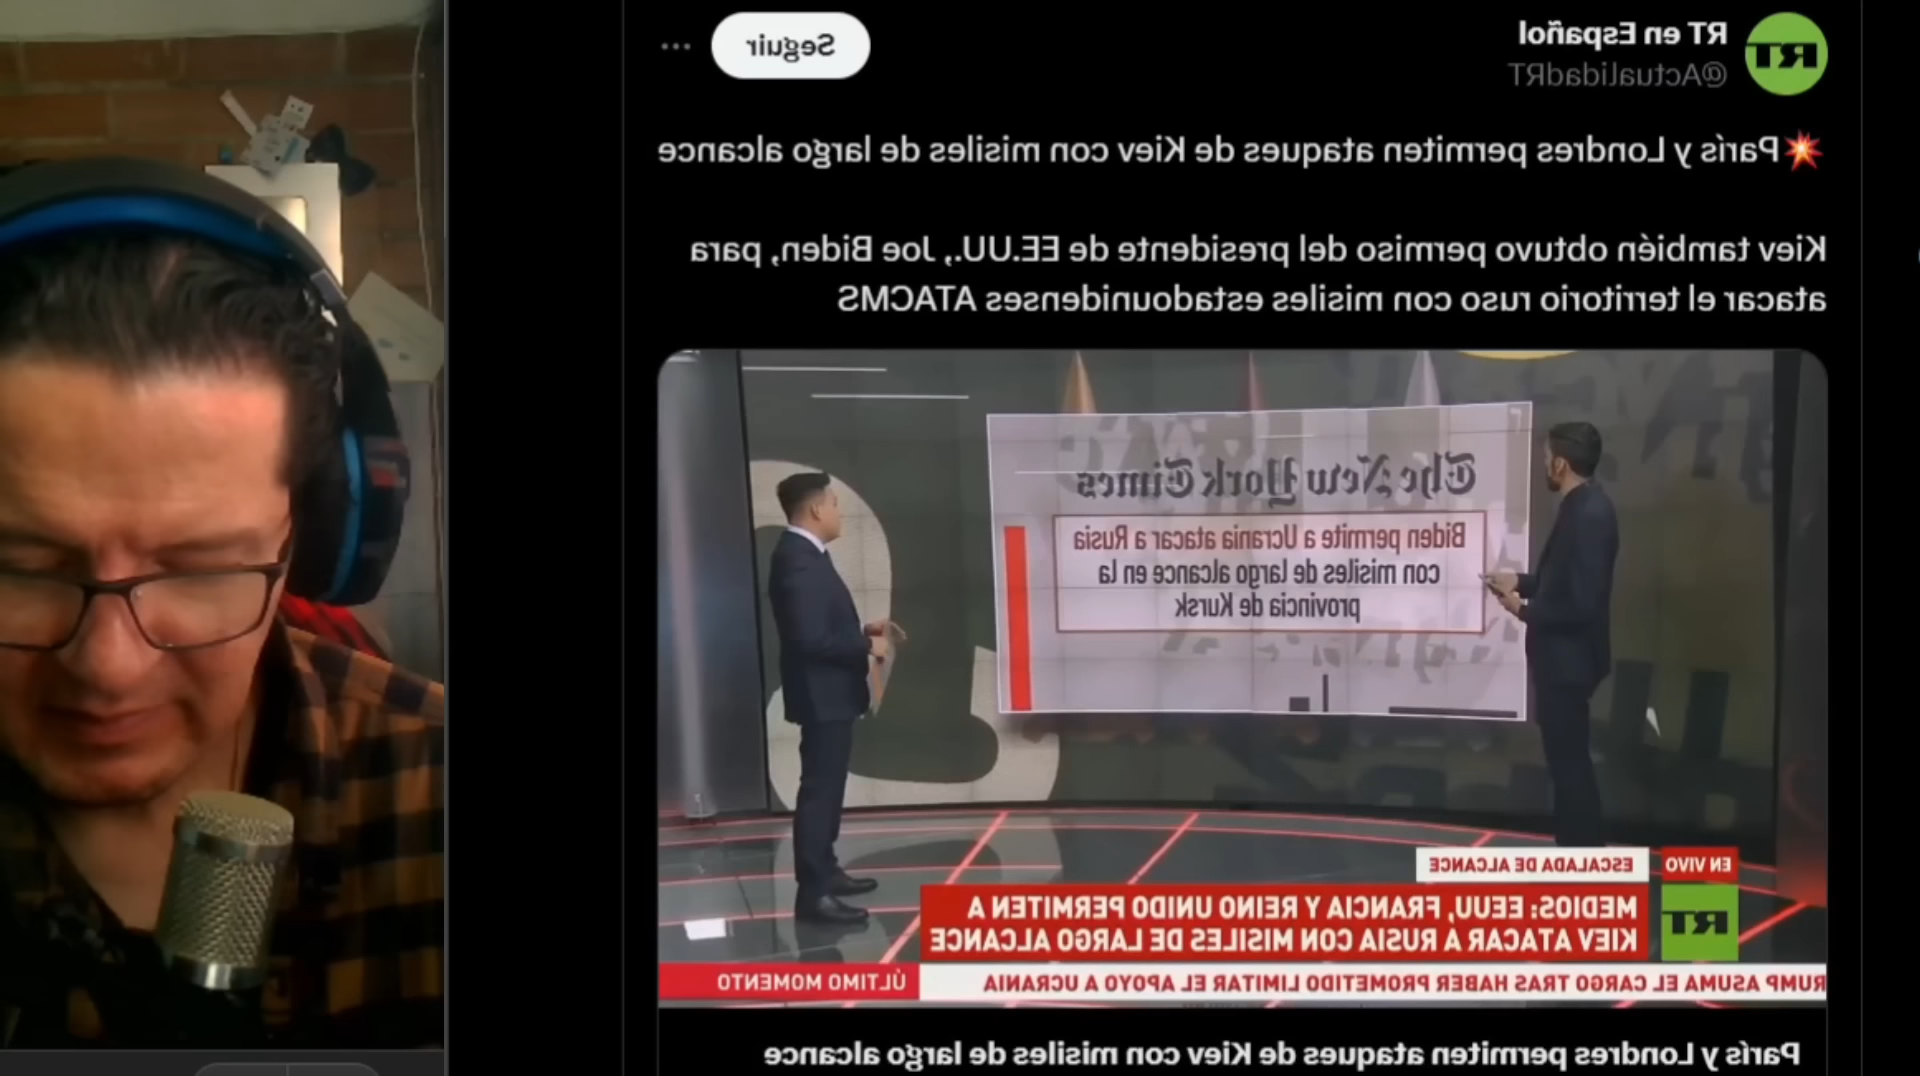 RT en Español
@ActualidadRT
Seguir
RT
París y Londres permiten ataques de Kiev con misiles de largo alcance
Kiev también obtuvo permiso del presidente de EE.UU., Joe Biden, para
atacar el territorio ruso con misiles estadounidenses ATACMS
The New York Times
Biden permite a Ucrania atacar a Rusia
con misiles de largo alcance en la
provincia de Kursk
EN VIVO
ESCALADA DE ALCANCE
RT
MEDIOS: EEUU, FRANCIA Y REINO UNIDO PERMITEN A
KIEV ATACAR A RUSIA CON MISILES DE LARGO ALCANCE
RUMP ASUMA EL CARGO TRAS HABER PROMETIDO LIMITAR EL APOYO A UCRANIA
ÚLTIMO MOMENTO
París y Londres permiten ataques de Kiev con misiles de largo alcance